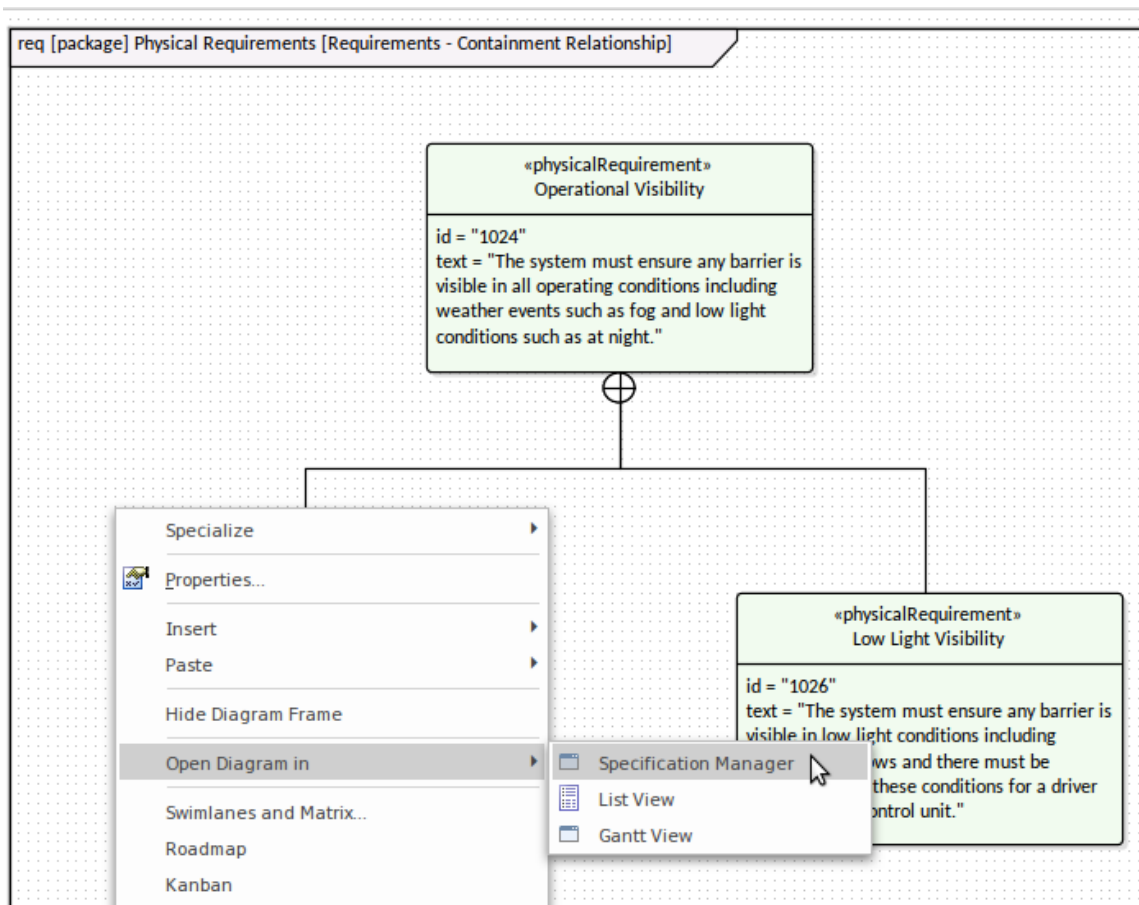 req [package] Physical Requirements [Requirements - Containment Relationship]
«physicalRequirement»
Operational Visibility
id = "1024"
text = "The system must ensure any barrier is
visible in all operating conditions including
weather events such as fog and low light
conditions such as at night."
Specialize
Properties...
Insert
Paste
Hide Diagram Frame
Open Diagram in
Swimlanes and Matrix...
Roadmap
Kanban
Specification Manager
List View
Gantt View
«physicalRequirement»
Low Light Visibility
id = "1026"
text = "The system must ensure any barrier is
visible in low light conditions including
and there must be
these conditions for a driver
unit."